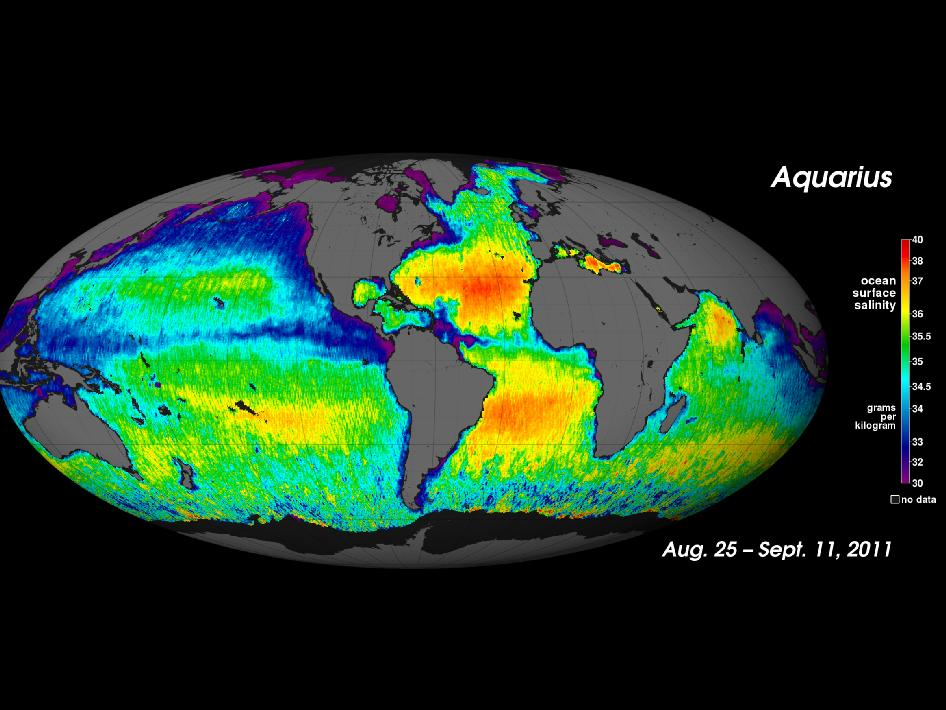 Aquarius
ocean
surface
salinity
grams
per
kilogram
40
38
37
36
35.5
35
34.5
34
33
32
30
no data
Aug. 25 – Sept. 11, 2011